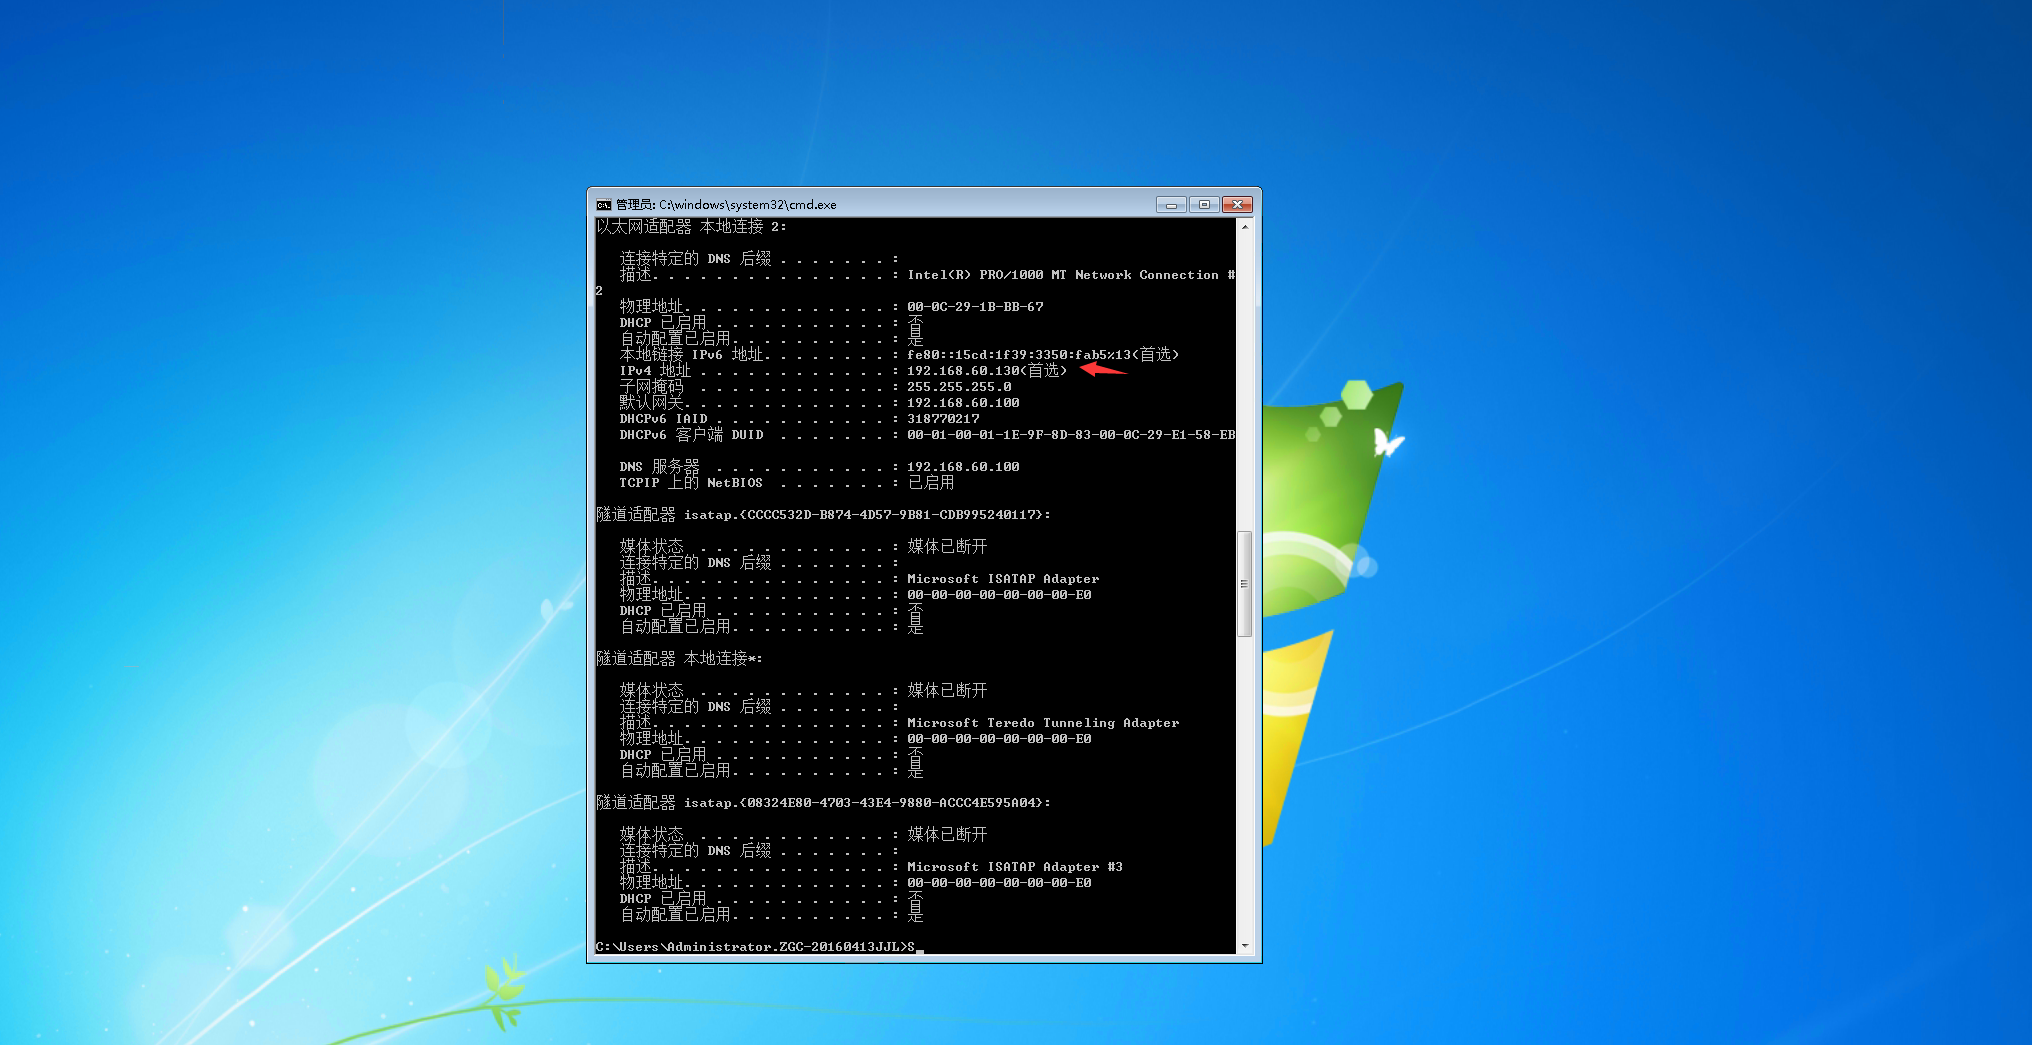 管理员: C:\windows\system32\cmd.exe
以太网适配器 本地连接 2:
连接特定的 DNS 后缀 . . . . . . . :
描述. . . . . . . . . . . . . . . : Intel(R) PRO/1000 MT Network Connection #
2
物理地址. . . . . . . . . . . . . : 00-0C-29-1B-BB-67
DHCP 已启用 . . . . . . . . . . . : 否
自动配置已启用. . . . . . . . . . : 是
本地链接 IPv6 地址. . . . . . . . : fe80::15cd:1f39:3350:fab5%13(首选)
IPv4 地址 . . . . . . . . . . . . : 192.168.60.130(首选)
子网掩码 . . . . . . . . . . . . : 255.255.255.0
默认网关. . . . . . . . . . . . . : 192.168.60.100
DHCPv6 IAID . . . . . . . . . . . : 318770217
DHCPv6 客户端 DUID . . . . . . . : 00-01-00-01-1E-9F-8D-83-00-0C-29-E1-58-EB
DNS 服务器 . . . . . . . . . . . : 192.168.60.100
TCPIP 上的 NetBIOS . . . . . . . : 已启用
隧道适配器 isatap.{CCCC532D-B874-4D57-9B81-CDB995240117}:
媒体状态 . . . . . . . . . . . . : 媒体已断开
连接特定的 DNS 后缀 . . . . . . . :
描述. . . . . . . . . . . . . . . : Microsoft ISATAP Adapter
物理地址. . . . . . . . . . . . . : 00-00-00-00-00-00-00-E0
DHCP 已启用 . . . . . . . . . . . : 否
自动配置已启用. . . . . . . . . . : 是
隧道适配器 本地连接*:
媒体状态 . . . . . . . . . . . . : 媒体已断开
连接特定的 DNS 后缀 . . . . . . . :
描述. . . . . . . . . . . . . . . : Microsoft Teredo Tunneling Adapter
物理地址. . . . . . . . . . . . . : 00-00-00-00-00-00-00-E0
DHCP 已启用 . . . . . . . . . . . : 否
自动配置已启用. . . . . . . . . . : 是
隧道适配器 isatap.{08324E80-4703-43E4-9880-ACCC4E595A04}:
媒体状态 . . . . . . . . . . . . : 媒体已断开
连接特定的 DNS 后缀 . . . . . . . :
描述. . . . . . . . . . . . . . . : Microsoft ISATAP Adapter #3
物理地址. . . . . . . . . . . . . : 00-00-00-00-00-00-00-E0
DHCP 已启用 . . . . . . . . . . . : 否
自动配置已启用. . . . . . . . . . : 是
C:\Users\Administrator.ZGC-20160413JJL>S_